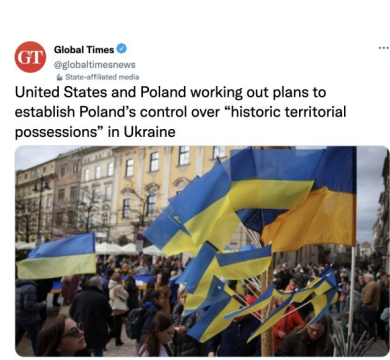 GT
Global Times
@globaltimesnews
State-affiliated media
United States and Poland working out plans to
establish Poland's control over “historic territorial
possessions” in Ukraine